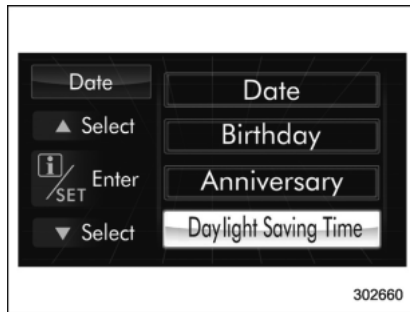 Date
▲ Select
i/SET Enter
▼ Select
Date
Birthday
Anniversary
Daylight Saving Time
302660